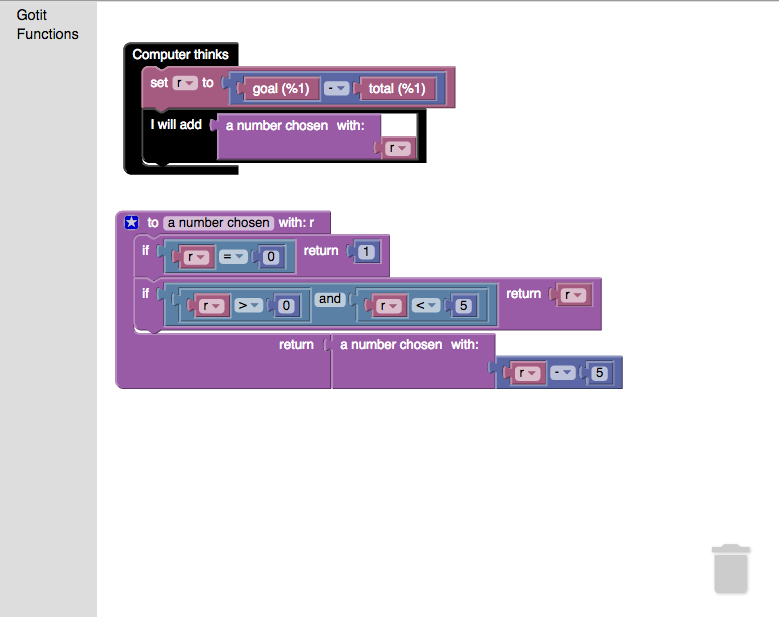 Gotit
Functions
Computer thinks
set r to goal (%1) - total (%1)
I will add a number chosen with:
r
to a number chosen with: r
if r = 0 return 1
if r > 0 and r < 5 return r
return a number chosen with:
r - 5